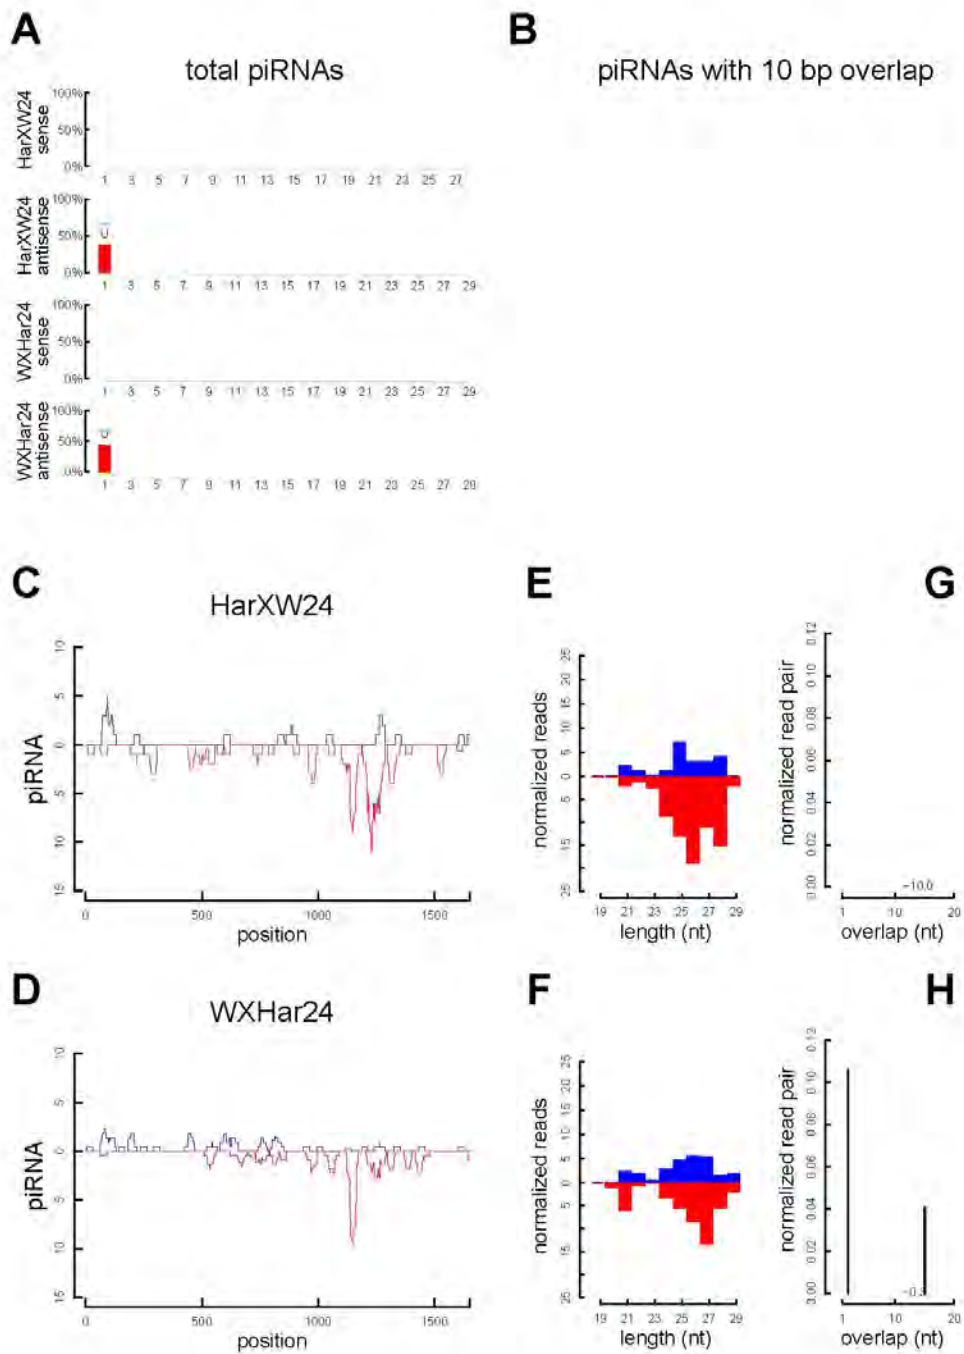 A
B
total piRNAs
piRNAs with 10 bp overlap
HarXW24
sense
100%
50%
0%
1 3 5 7 9 11 13 15 17 19 21 23 25 27
HarXW24
antisense
100%
50%
0%
1 3 5 7 9 11 13 15 17 19 21 23 25 27 29
WXHar24
sense
100%
50%
0%
1 3 5 7 9 11 13 15 17 19 21 23 25 27 29
WXHar24
antisense
100%
50%
0%
1 3 5 7 9 11 13 15 17 19 21 23 25 27 29
C
HarXW24
piRNA
10
5
0
5
10
15
0 500 1000 1500
position
E
normalized reads
25
20
15
10
5
0
5
15
25
19 21 23 25 27 29
length (nt)
G
normalized read pair
0.12
0.10
0.08
0.06
0.04
0.02
0.00
−10.0
1 10 20
overlap (nt)
D
WXHar24
piRNA
10
5
0
5
10
15
0 500 1000 1500
position
F
normalized reads
25
20
15
10
5
0
5
15
25
19 21 23 25 27 29
length (nt)
H
normalized read pair
0.12
0.10
0.08
0.06
0.04
0.02
0.00
1 10 20
overlap (nt)